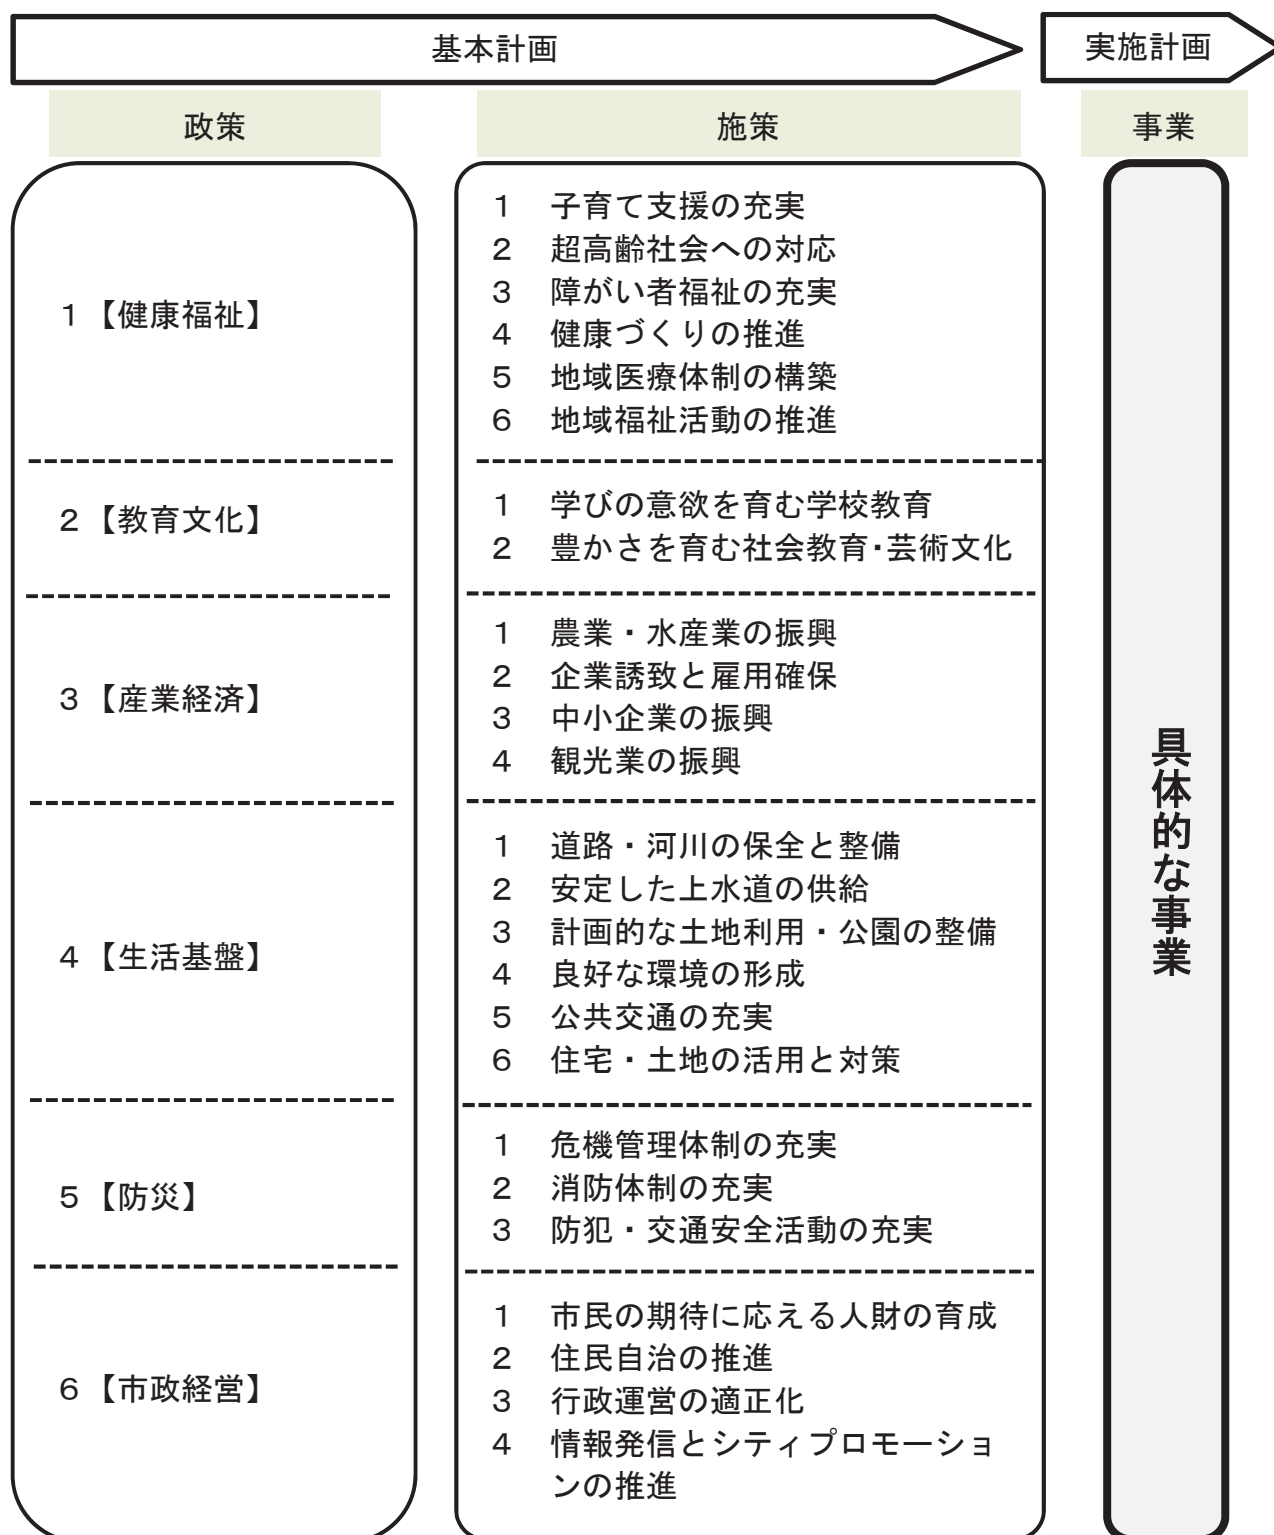 基本計画
実施計画
政策
施策
事業
1【健康福祉】
1 子育て支援の充実
2 超高齢社会への対応
3 障がい者福祉の充実
4 健康づくりの推進
5 地域医療体制の構築
6 地域福祉活動の推進
2【教育文化】
1 学びの意欲を育む学校教育
2 豊かさを育む社会教育・芸術文化
3【産業経済】
1 農業・水産業の振興
2 企業誘致と雇用確保
3 中小企業の振興
4 観光業の振興
4【生活基盤】
1 道路・河川の保全と整備
2 安定した上水道の供給
3 計画的な土地利用・公園の整備
4 良好な環境の形成
5 公共交通の充実
6 住宅・土地の活用と対策
5【防災】
1 危機管理体制の充実
2 消防体制の充実
3 防犯・交通安全活動の充実
6【市政経営】
1 市民の期待に応える人財の育成
2 住民自治の推進
3 行政運営の適正化
4 情報発信とシティプロモーショ
ンの推進
具体的な事業